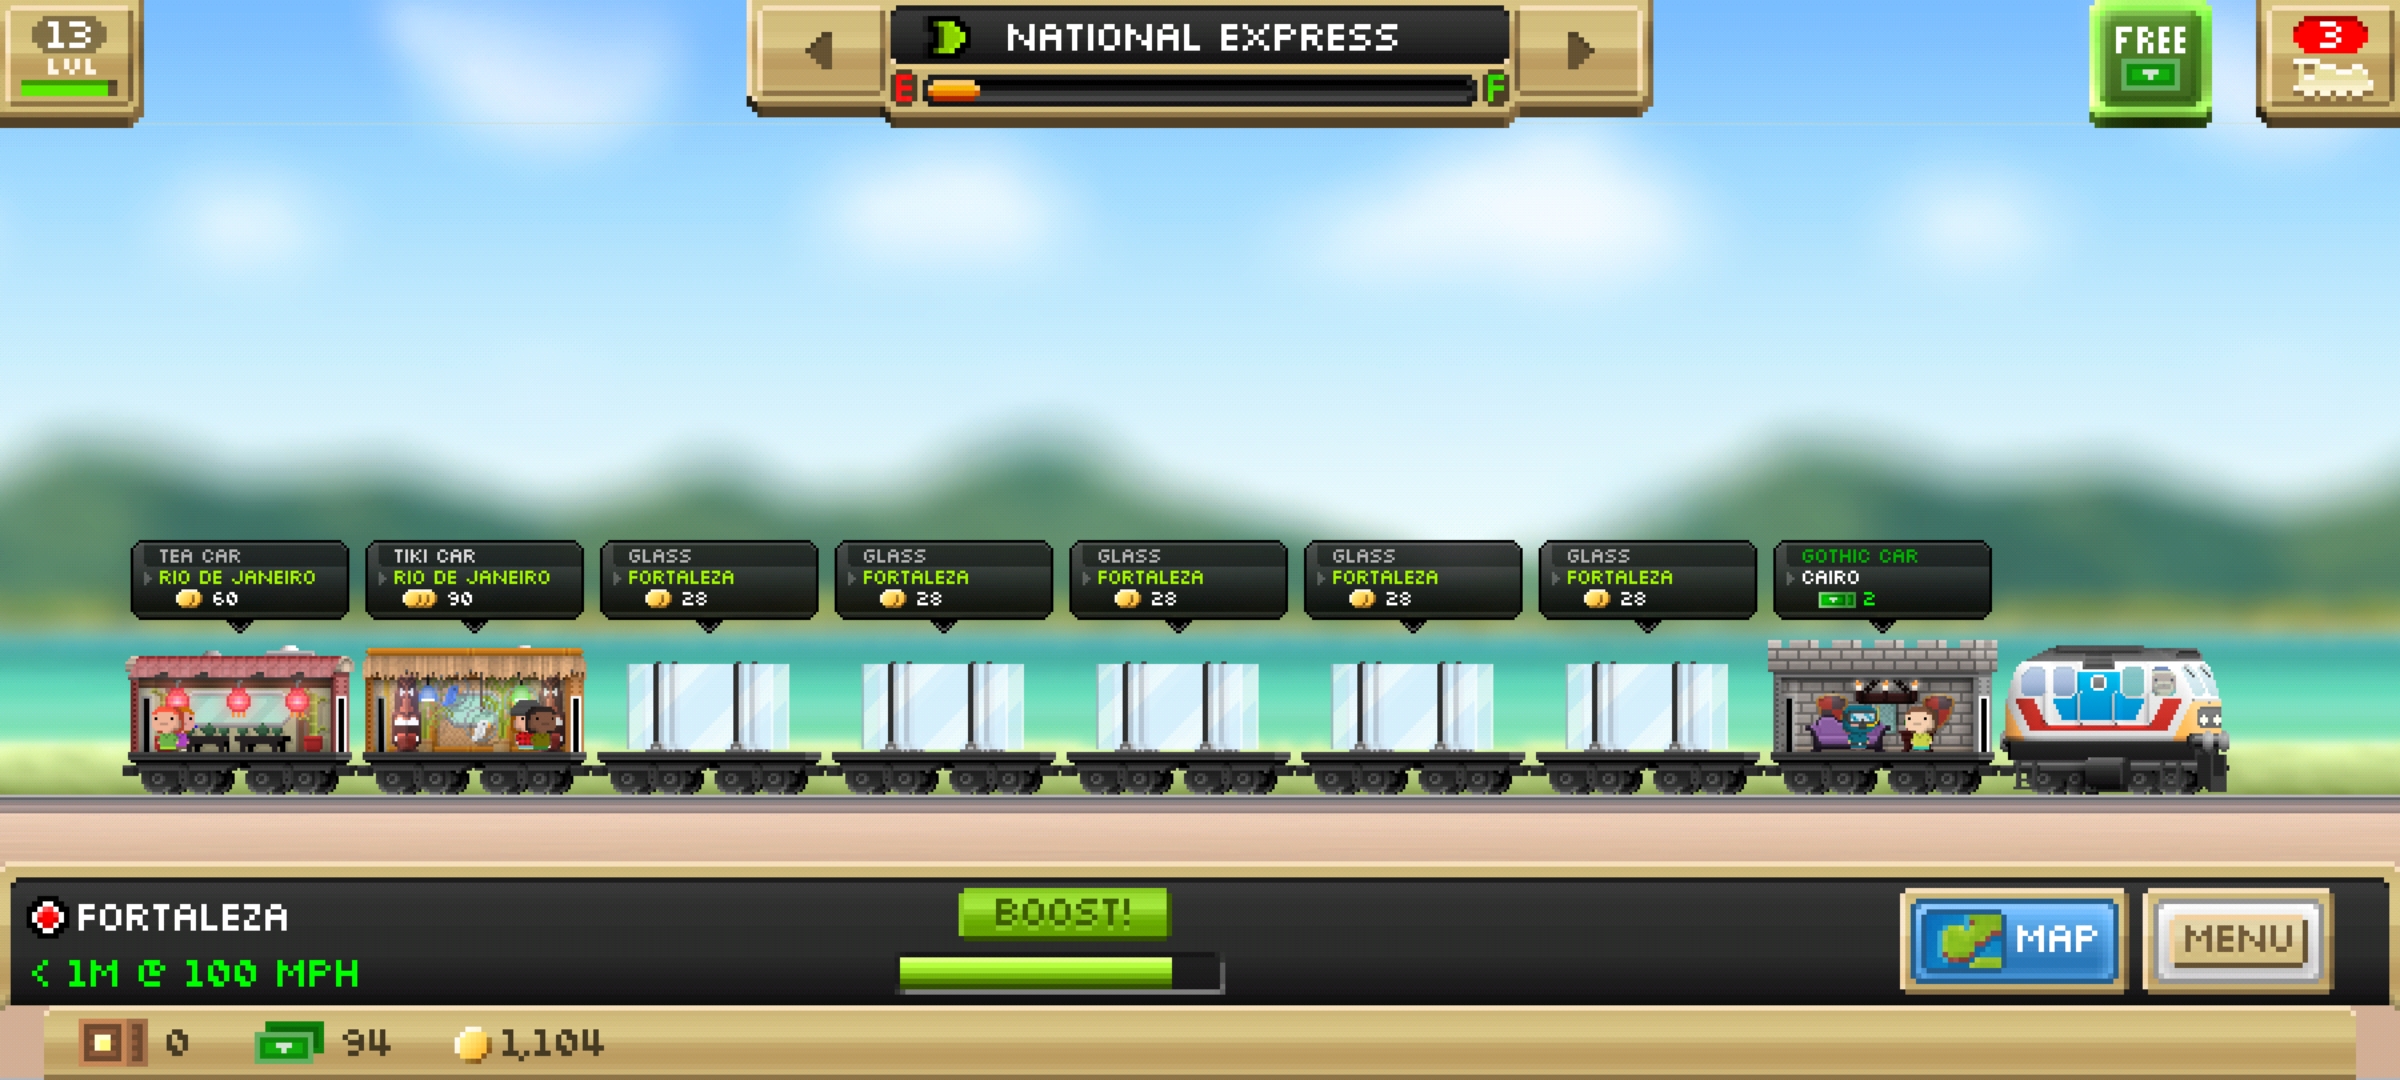 13
LVL
NATIONAL EXPRESS
E
F
FREE
3
TEA CAR
RIO DE JANEIRO
60
TIKI CAR
RIO DE JANEIRO
90
GLASS
FORTALEZA
28
GLASS
FORTALEZA
28
GLASS
FORTALEZA
28
GLASS
FORTALEZA
28
GLASS
FORTALEZA
28
GOTHIC CAR
CAIRO
2
FORTALEZA
< 1M @ 100 MPH
BOOST!
MAP
MENU
0
94
1,104